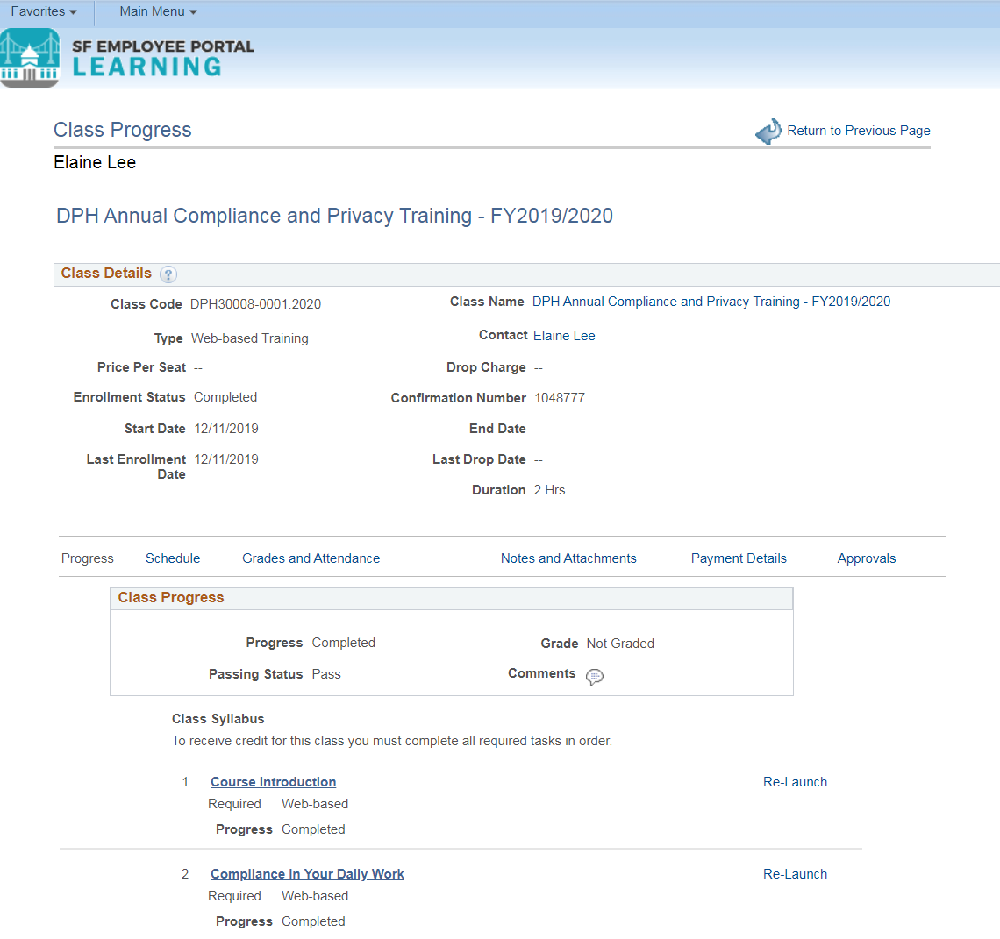 Favorites Main Menu
SF EMPLOYEE PORTAL
LEARNING
Class Progress Return to Previous Page
Elaine Lee
DPH Annual Compliance and Privacy Training - FY2019/2020
Class Details ?
Class Code DPH30008-0001.2020 Class Name DPH Annual Compliance and Privacy Training - FY2019/2020
Type Web-based Training Contact Elaine Lee
Price Per Seat -- Drop Charge --
Enrollment Status Completed Confirmation Number 1048777
Start Date 12/11/2019 End Date --
Last Enrollment Date 12/11/2019 Last Drop Date --
Duration 2 Hrs
Progress Schedule Grades and Attendance Notes and Attachments Payment Details Approvals
Class Progress
Progress Completed Grade Not Graded
Passing Status Pass Comments
Class Syllabus
To receive credit for this class you must complete all required tasks in order.
1 Course Introduction Re-Launch
Required Web-based
Progress Completed
2 Compliance in Your Daily Work Re-Launch
Required Web-based
Progress Completed